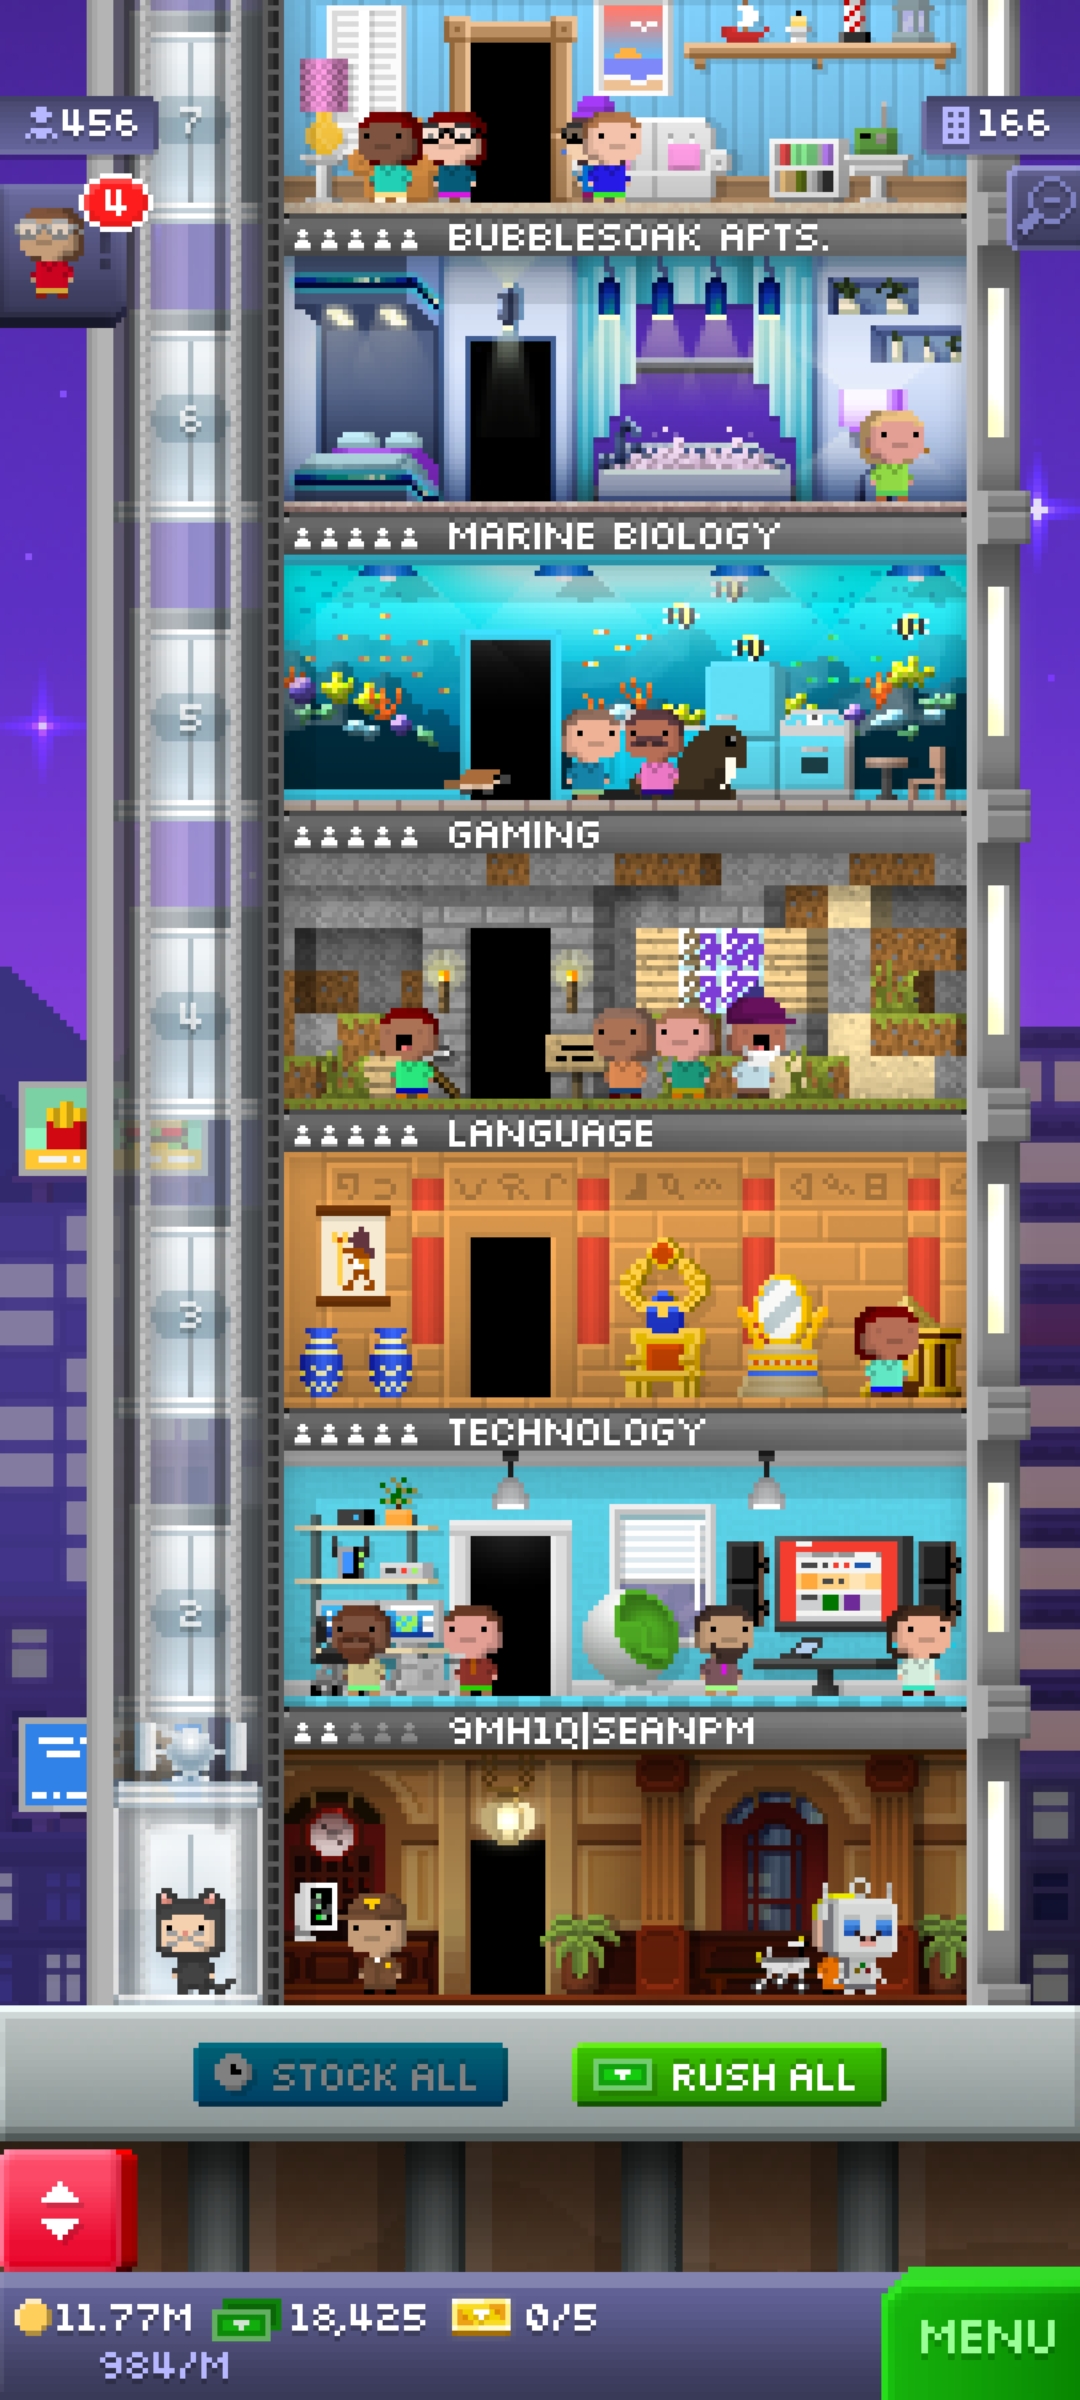 7
456
166
4
BUBBLESOAK APTS.
6
MARINE BIOLOGY
5
GAMING
4
LANGUAGE
3
TECHNOLOGY
2
9MH1Q|SEANPM
STOCK ALL
RUSH ALL
11.77M
18,425
0/5
984/M
MENU